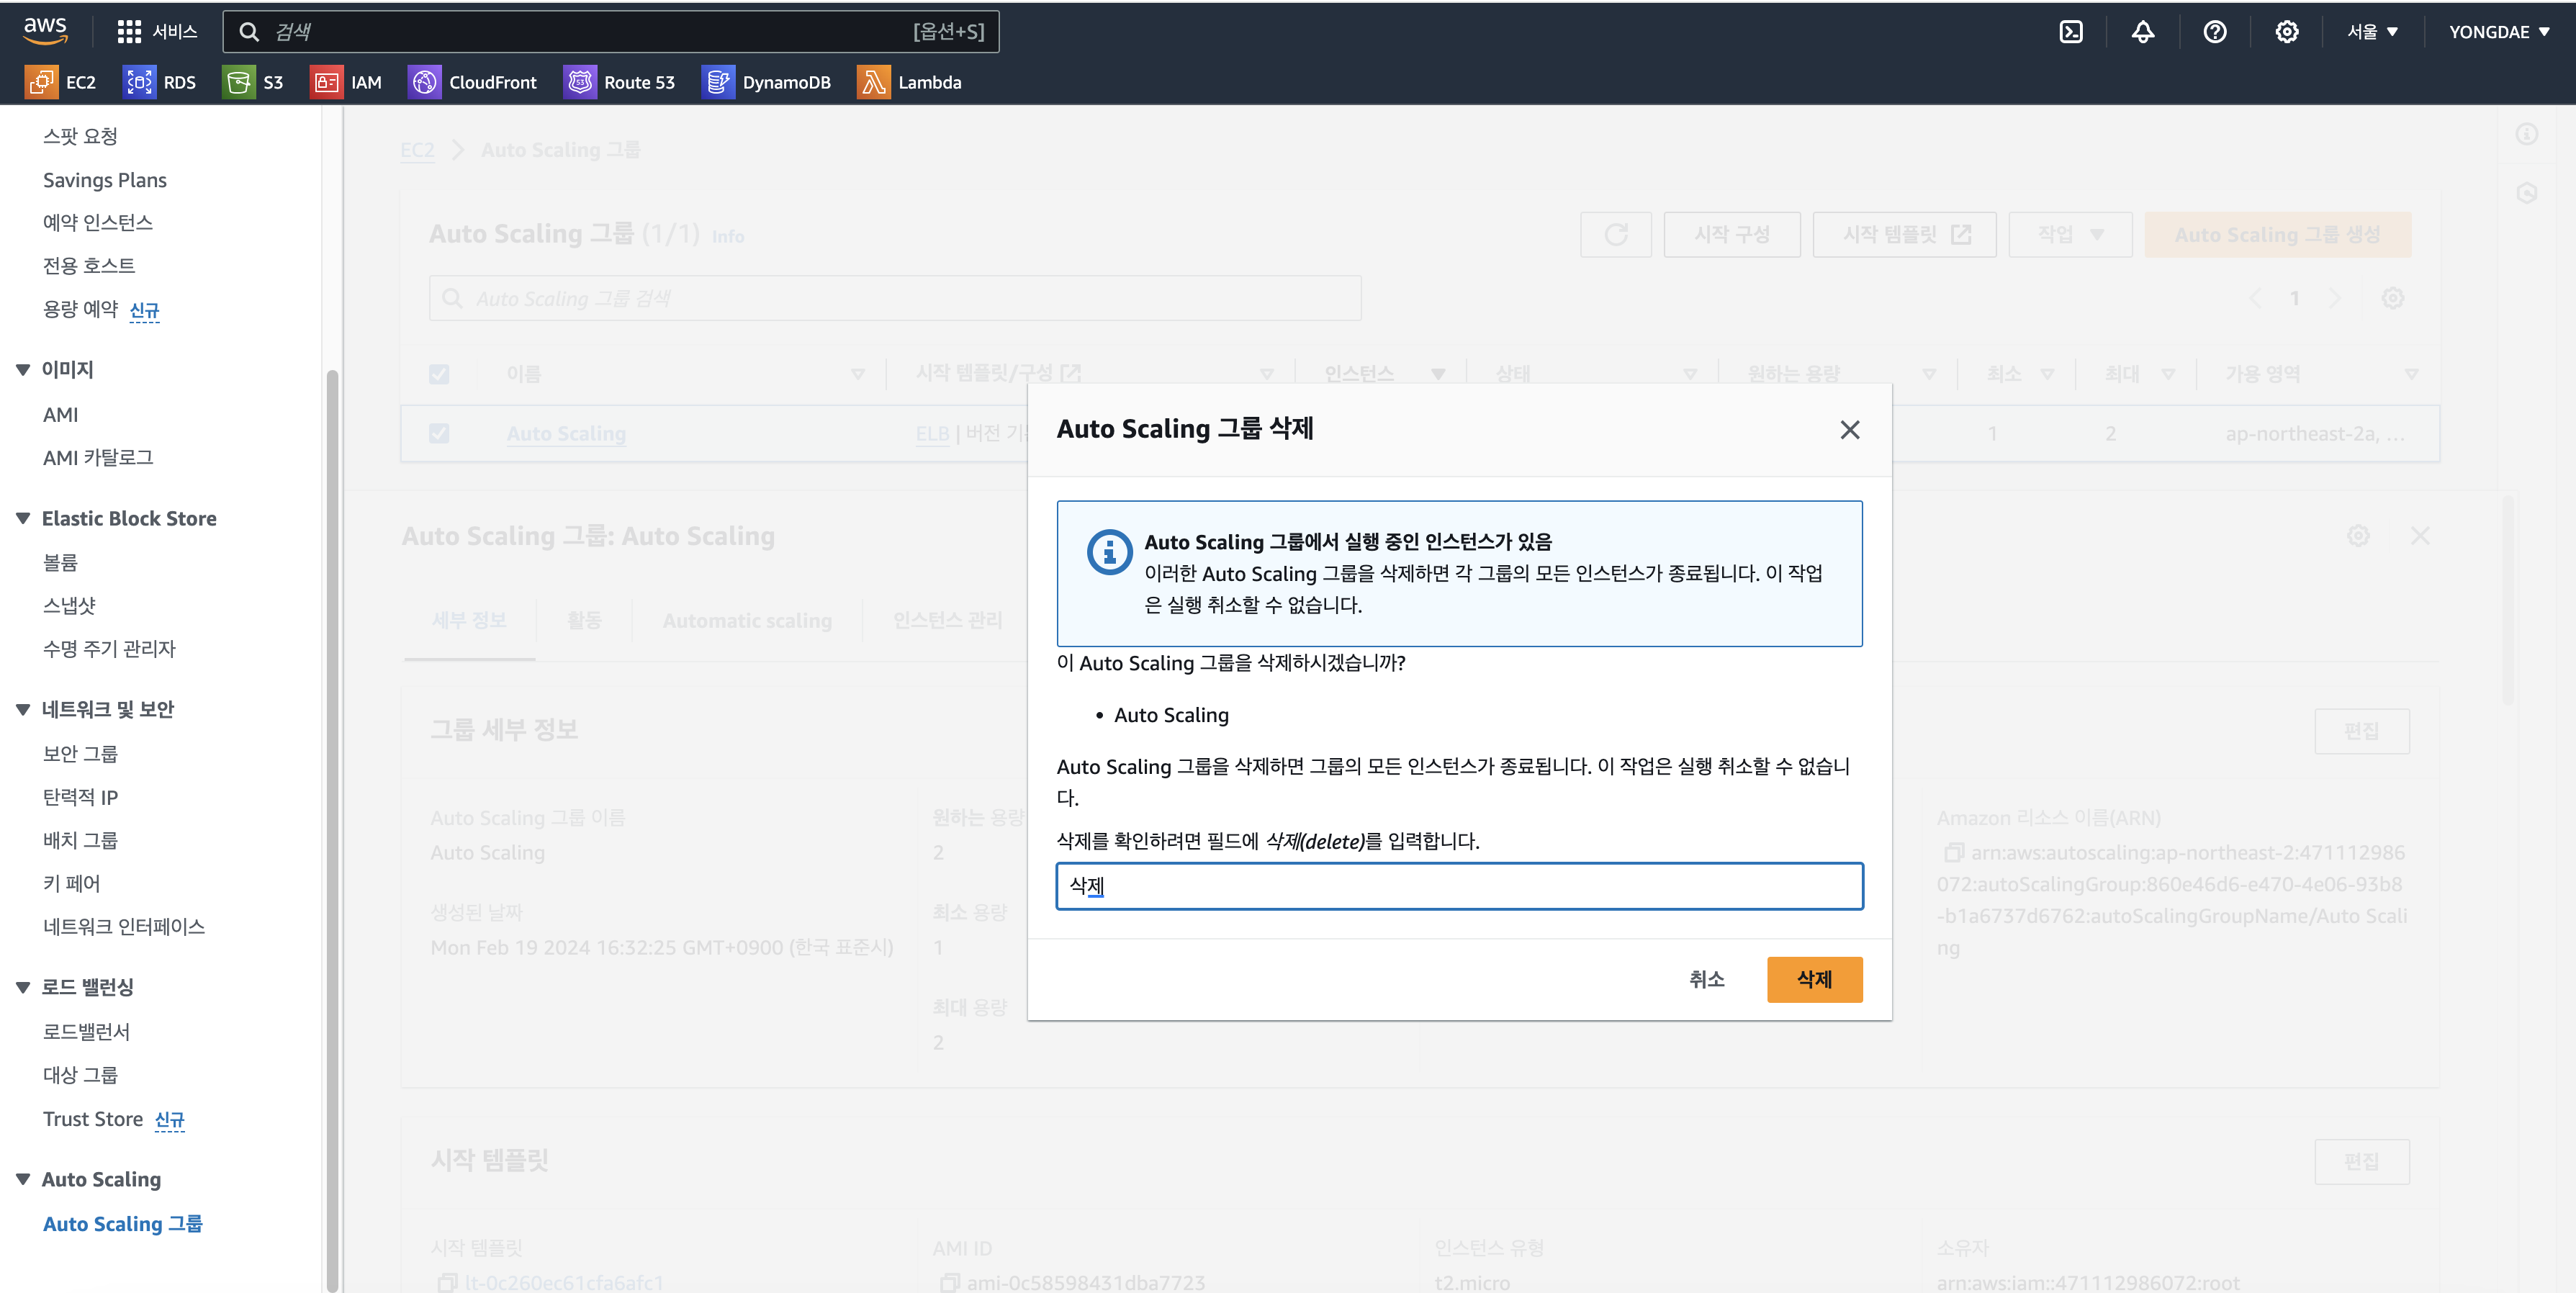 aws
서비스
검색
[옵션+S]
서울
YONGDAE
EC2
RDS
S3
IAM
CloudFront
Route 53
DynamoDB
Lambda
스팟 요청
Savings Plans
예약 인스턴스
전용 호스트
용량 예약 신규
이미지
AMI
AMI 카탈로그
Elastic Block Store
볼륨
스냅샷
수명 주기 관리자
네트워크 및 보안
보안 그룹
탄력적 IP
배치 그룹
키 페어
네트워크 인터페이스
로드 밸런싱
로드밸런서
대상 그룹
Trust Store 신규
Auto Scaling
Auto Scaling 그룹
EC2 > Auto Scaling 그룹
Auto Scaling 그룹 (1/1) Info
시작 구성
시작 템플릿
작업
Auto Scaling 그룹 생성
Auto Scaling 그룹 검색
1
이름
시작 템플릿/구성
인스턴스
상태
원하는 용량
최소
최대
가용 영역
Auto Scaling
ELB | 버전 기
1
2
ap-northeast-2a, ...
Auto Scaling 그룹: Auto Scaling
세부 정보
활동
Automatic scaling
인스턴스 관리
그룹 세부 정보
편집
Auto Scaling 그룹 이름
Auto Scaling
원하는 용량
2
생성된 날짜
Mon Feb 19 2024 16:32:25 GMT+0900 (한국 표준시)
최소 용량
1
최대 용량
2
Amazon 리소스 이름(ARN)
arn:aws:autoscaling:ap-northeast-2:471112986
072:autoScalingGroup:860e46d6-e470-4e06-93b8
-b1a6737d6762:autoScalingGroupName/Auto Scali
ng
Auto Scaling 그룹 삭제
Auto Scaling 그룹에서 실행 중인 인스턴스가 있음
이러한 Auto Scaling 그룹을 삭제하면 각 그룹의 모든 인스턴스가 종료됩니다. 이 작업
은 실행 취소할 수 없습니다.
이 Auto Scaling 그룹을 삭제하시겠습니까?
• Auto Scaling
Auto Scaling 그룹을 삭제하면 그룹의 모든 인스턴스가 종료됩니다. 이 작업은 실행 취소할 수 없습니
다.
삭제를 확인하려면 필드에 삭제(delete)를 입력합니다.
삭제
취소
삭제
시작 템플릿
편집
시작 템플릿
lt-0c260ec61cfa6afc1
AMI ID
ami-0c58598431dba7723
인스턴스 유형
t2.micro
소유자
arn:aws:iam::471112986072:root